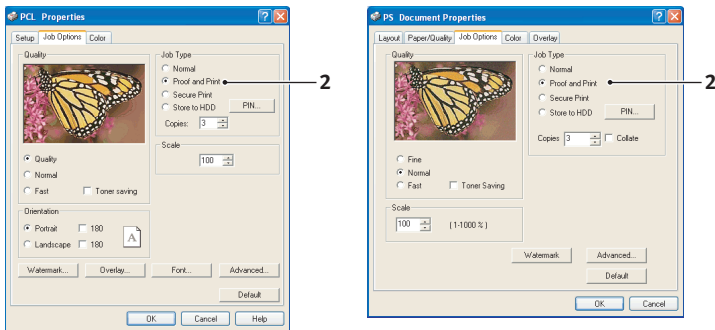 PCL Properties
Setup Job Options Color
Quality
Quality
Normal
Fast Toner saving
Orientation
Portrait 180
Landscape 180
A
Job Type
Normal
Proof and Print
2
Secure Print
Store to HDD PIN...
Copies: 3
Scale
100
Watermark... Overlay... Font... Advanced...
Default
OK Cancel Help
PS Document Properties
Layout Paper/Quality Job Options Color Overlay
Quality
Fine
Normal
Fast Toner Saving
Scale
100 (1-1000 %)
Job Type
Normal
Proof and Print
2
Secure Print
Store to HDD PIN...
Copies 3 Collate
Watermark Advanced...
Default
OK Cancel